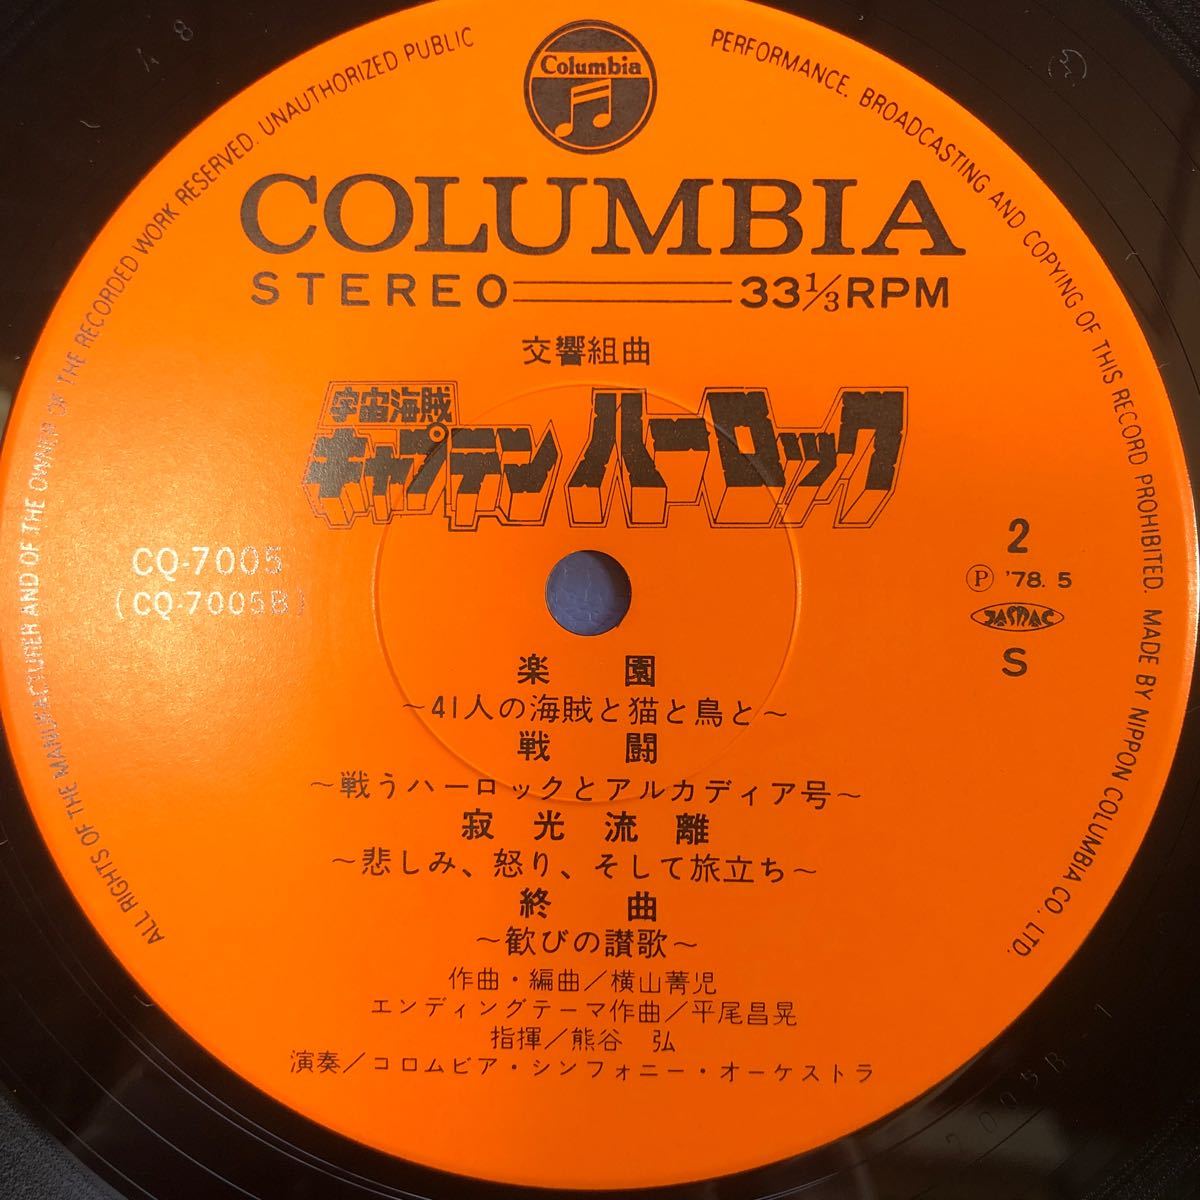 ALL RIGHTS OF THE MANUFACTURER AND OF THE OWNER OF THE RECORDED WORK RESERVED. UNAUTHORIZED PUBLIC PERFORMANCE. BROADCASTING AND COPYING OF THIS RECORD PROHIBITED. MADE BY NIPPON COLUMBIA CO., LTD.
Columbia
COLUMBIA
STEREO 33 1/3 RPM
交響組曲
宇宙海賊
キャプテンハーロック
CQ-7005
(CQ-7005B)
2
Ⓟ '78. 5
JASRAC
S
楽園
~41人の海賊と猫と鳥と~
戦闘
~戦うハーロックとアルカディア号~
寂光流離
~悲しみ、怒り、そして旅立ち~
終曲
~歓びの讃歌~
作曲・編曲/横山菁児
エンディングテーマ作曲/平尾昌晃
指揮/熊谷 弘
演奏/コロムビア・シンフォニー・オーケストラ